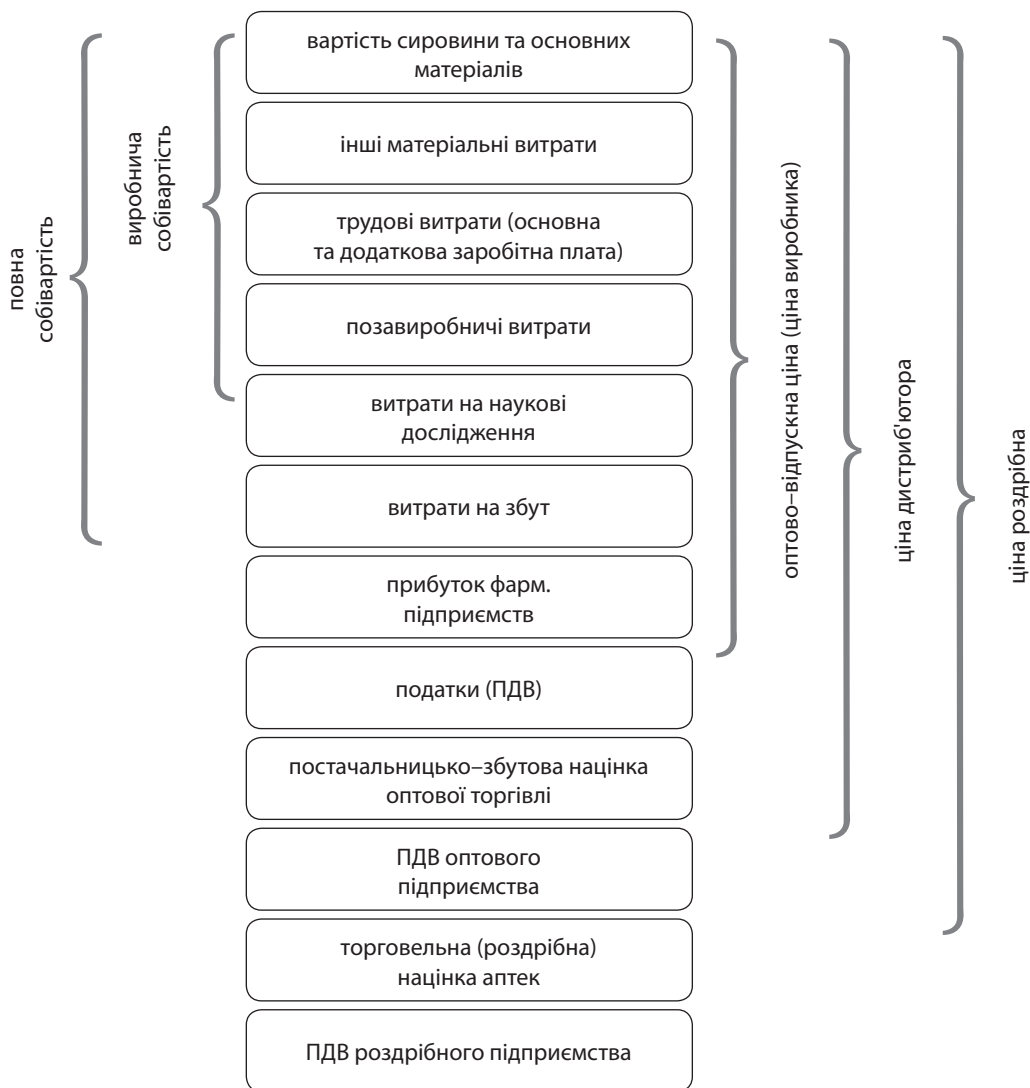 повна
собівартість
виробнича
собівартість
вартість сировини та основних
матеріалів
інші матеріальні витрати
трудові витрати (основна
та додаткова заробітна плата)
позавиробничі витрати
витрати на наукові
дослідження
витрати на збут
прибуток фарм.
підприємств
податки (ПДВ)
постачальницько–збутова націнка
оптової торгівлі
ПДВ оптового
підприємства
торговельна (роздрібна)
націнка аптек
ПДВ роздрібного підприємства
оптово–відпускна ціна (ціна виробника)
ціна дистриб'ютора
ціна роздрібна